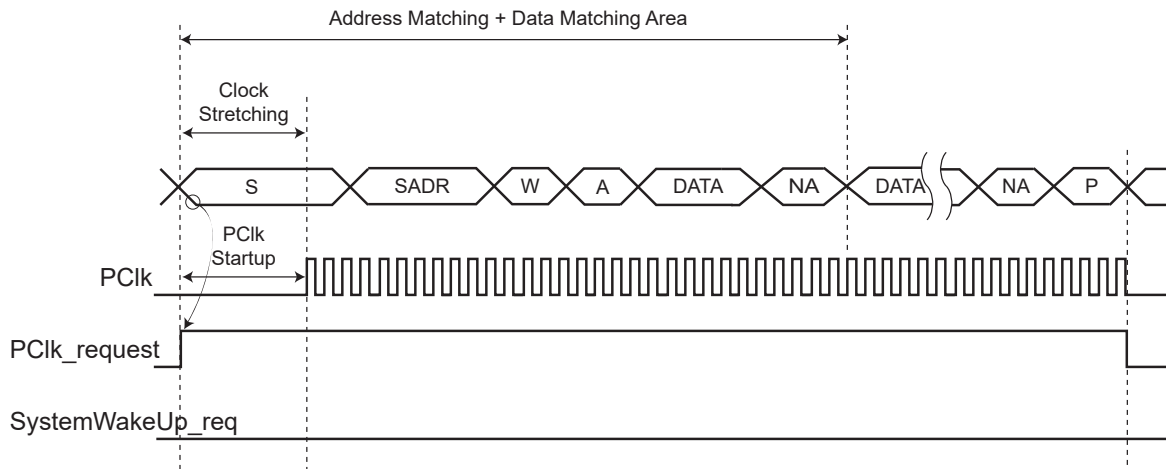 Address Matching + Data Matching Area
Clock
Stretching
S
SADR
W
A
DATA
NA
DATA
NA
P
PClk
Startup
PClk
PClk_request
SystemWakeUp_req